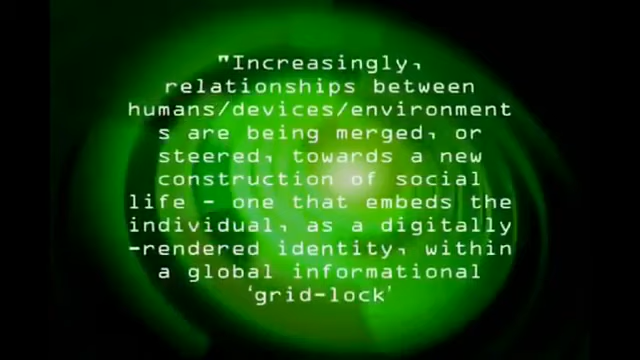 "Increasingly,
relationships between
humans/devices/environment
s are being merged, or
steered, towards a new
construction of social
life - one that embeds the
individual, as a digitally
-rendered identity, within
a global informational
'grid-lock'